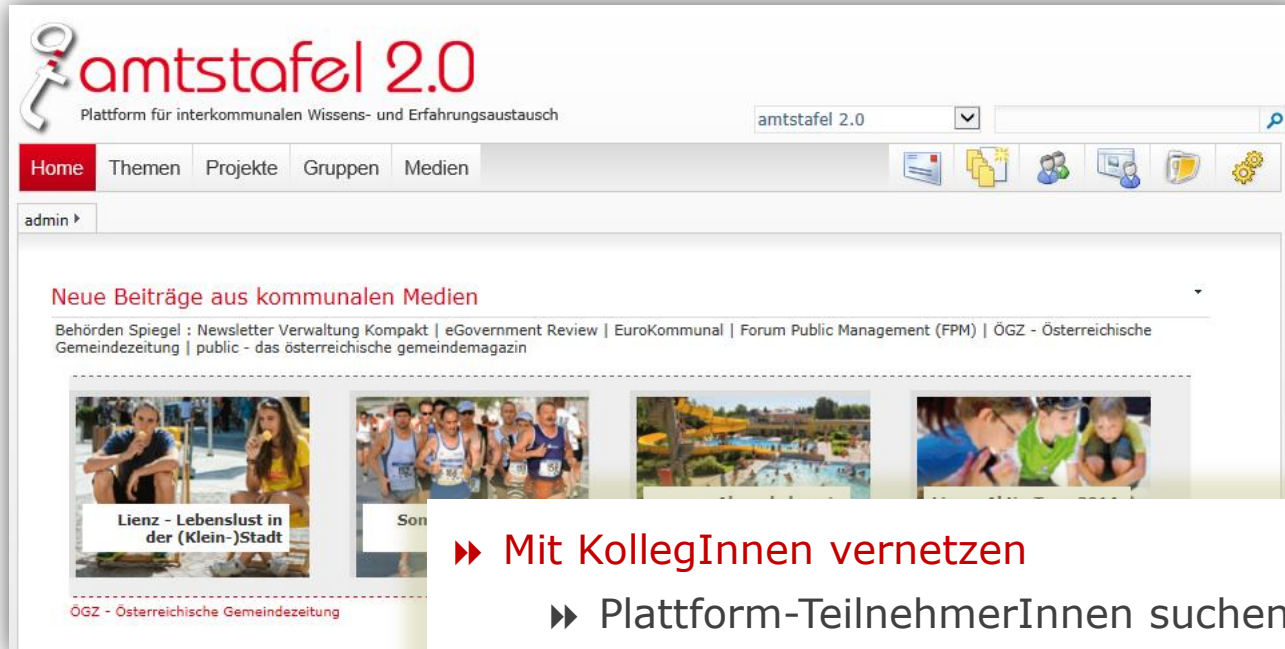 amtstafel 2.0
Plattform für interkommunalen Wissens- und Erfahrungsaustausch
amtstafel 2.0
Home Themen Projekte Gruppen Medien
admin
Neue Beiträge aus kommunalen Medien
Behörden Spiegel : Newsletter Verwaltung Kompakt | eGovernment Review | EuroKommunal | Forum Public Management (FPM) | ÖGZ - Österreichische
Gemeindezeitung | public - das österreichische gemeindemagazin
Lienz - Lebenslust in
der (Klein-)Stadt
ÖGZ - Österreichische Gemeindezeitung
Mit KollegInnen vernetzen
Plattform-TeilnehmerInnen suchen